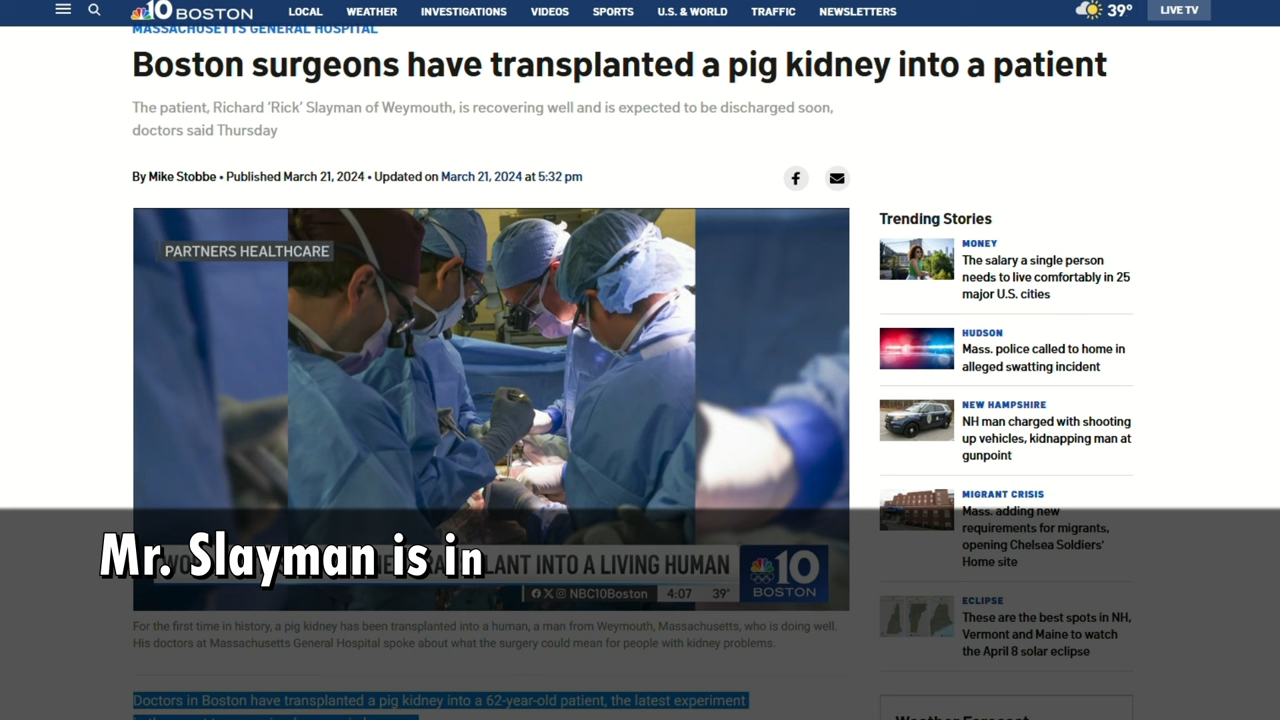 10 BOSTON
LOCAL WEATHER INVESTIGATIONS VIDEOS SPORTS U.S. & WORLD TRAFFIC NEWSLETTERS
39°
LIVE TV
MASSACHUSETTS GENERAL HOSPITAL
Boston surgeons have transplanted a pig kidney into a patient
The patient, Richard ‘Rick’ Slayman of Weymouth, is recovering well and is expected to be discharged soon,
doctors said Thursday
By Mike Stobbe • Published March 21, 2024 • Updated on March 21, 2024 at 5:32 pm
PARTNERS HEALTHCARE
Mr. Slayman is in
LANT INTO A LIVING HUMAN
10
BOSTON
NBC10Boston 4:07 39°
For the first time in history, a pig kidney has been transplanted into a human, a man from Weymouth, Massachusetts, who is doing well.
His doctors at Massachusetts General Hospital spoke about what the surgery could mean for people with kidney problems.
Doctors in Boston have transplanted a pig kidney into a 62-year-old patient, the latest experiment
Trending Stories
MONEY
The salary a single person
needs to live comfortably in 25
major U.S. cities
HUDSON
Mass. police called to home in
alleged swatting incident
NEW HAMPSHIRE
NH man charged with shooting
up vehicles, kidnapping man at
gunpoint
MIGRANT CRISIS
Mass. adding new
requirements for migrants,
opening Chelsea Soldiers’
Home site
ECLIPSE
These are the best spots in NH,
Vermont and Maine to watch
the April 8 solar eclipse